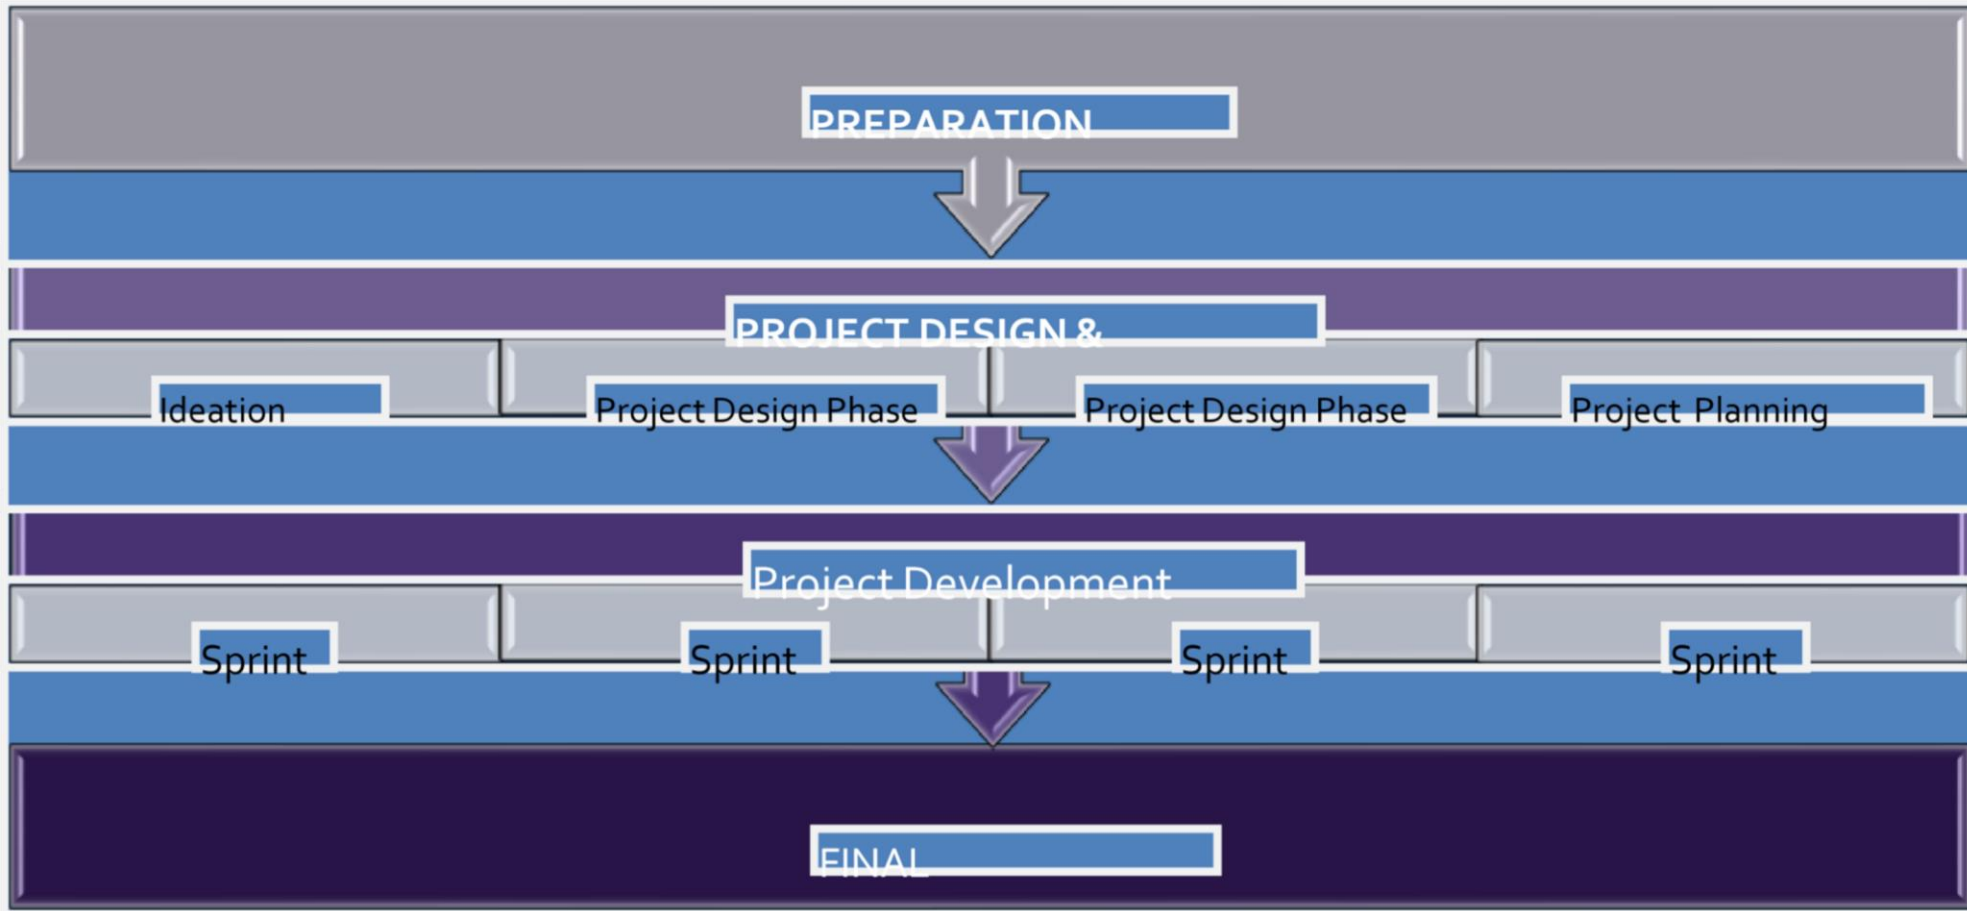 PREPARATION
PROJECT DESIGN &
Ideation
Project Design Phase
Project Design Phase
Project Planning
Project Development
Sprint
Sprint
Sprint
Sprint
FINAL